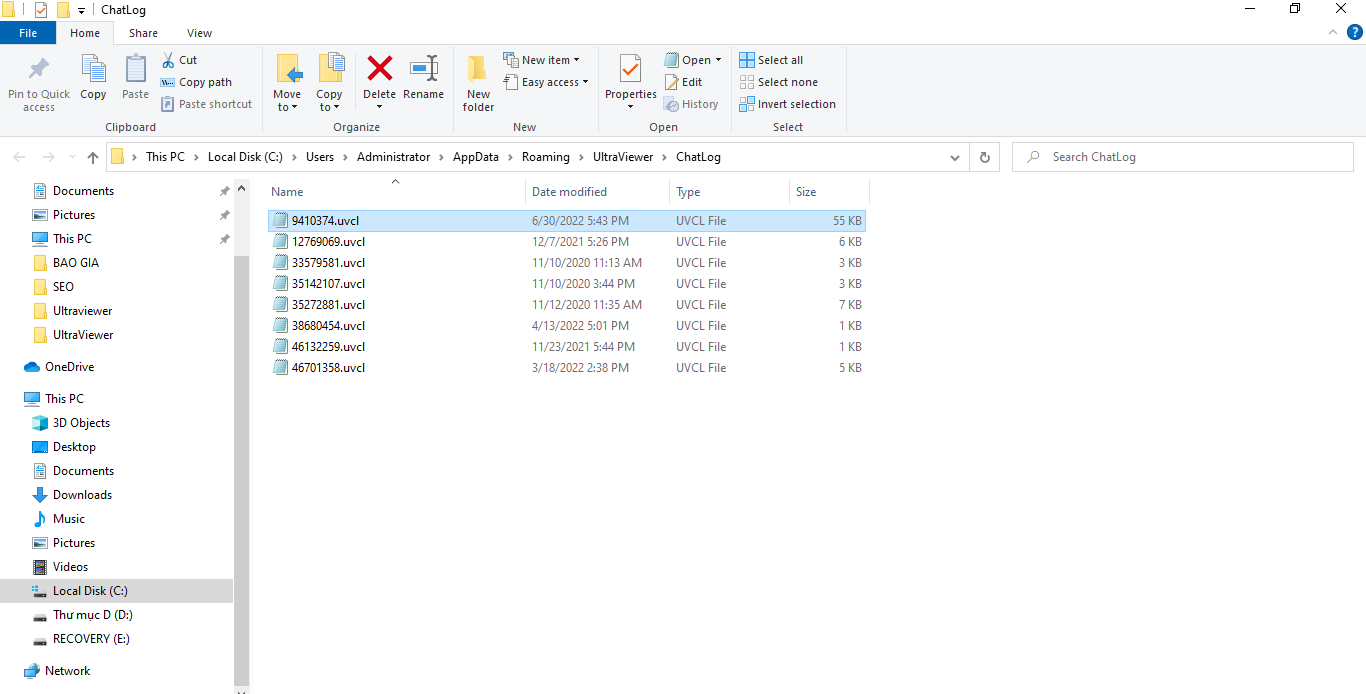 ChatLog
File Home Share View
Pin to Quick access
Copy
Paste
Cut
Copy path
Paste shortcut
Clipboard
Move to
Copy to
Delete
Rename
Organize
New folder
New item
Easy access
New
Properties
Open
Edit
History
Open
Select all
Select none
Invert selection
Select
This PC › Local Disk (C:) › Users › Administrator › AppData › Roaming › UltraViewer › ChatLog
Search ChatLog
Documents
Pictures
This PC
BAO GIA
SEO
Ultraviewer
UltraViewer
OneDrive
This PC
3D Objects
Desktop
Documents
Downloads
Music
Pictures
Videos
Local Disk (C:)
Thư mục D (D:)
RECOVERY (E:)
Network
Name Date modified Type Size
9410374.uvcl 6/30/2022 5:43 PM UVCL File 55 KB
12769069.uvcl 12/7/2021 5:26 PM UVCL File 6 KB
33579581.uvcl 11/10/2020 11:13 AM UVCL File 3 KB
35142107.uvcl 11/10/2020 3:44 PM UVCL File 3 KB
35272881.uvcl 11/12/2020 11:35 AM UVCL File 7 KB
38680454.uvcl 4/13/2022 5:01 PM UVCL File 1 KB
46132259.uvcl 11/23/2021 5:44 PM UVCL File 1 KB
46701358.uvcl 3/18/2022 2:38 PM UVCL File 5 KB